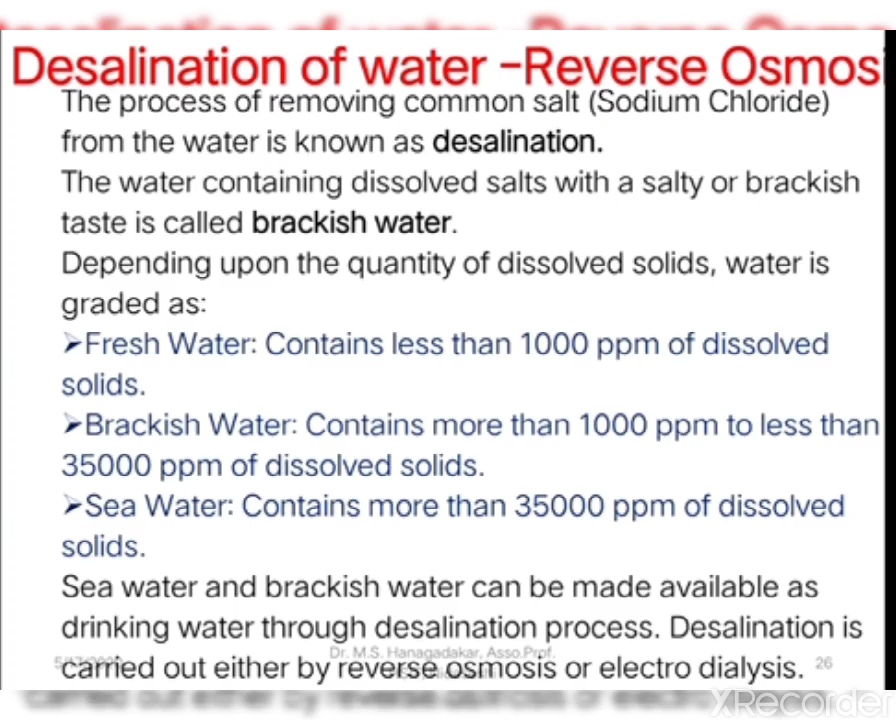 Desalination of water –Reverse Osmos
The process of removing common salt (Sodium Chloride)
from the water is known as desalination.
The water containing dissolved salts with a salty or brackish
taste is called brackish water.
Depending upon the quantity of dissolved solids, water is
graded as:
➢Fresh Water: Contains less than 1000 ppm of dissolved
solids.
➢Brackish Water: Contains more than 1000 ppm to less than
35000 ppm of dissolved solids.
➢Sea Water: Contains more than 35000 ppm of dissolved
solids.
Sea water and brackish water can be made available as
drinking water through desalination process. Desalination is
Dr. M.S. Hanagadakar, Asso.Prof.
carried out either by reverse osmosis or electro dialysis.
26
XRecorder